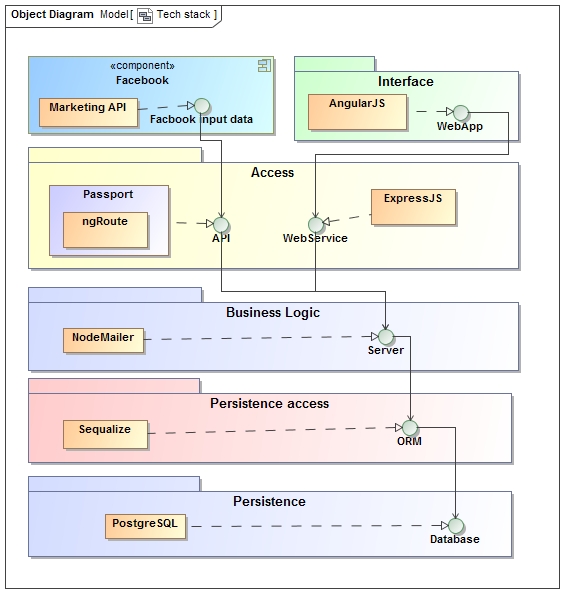 Object Diagram Model[ Tech stack ]
«component»
Facebook
Marketing API
Facbook input data
Interface
AngularJS
WebApp
Access
Passport
ngRoute
API
WebService
ExpressJS
Business Logic
NodeMailer
Server
Persistence access
Sequalize
ORM
Persistence
PostgreSQL
Database